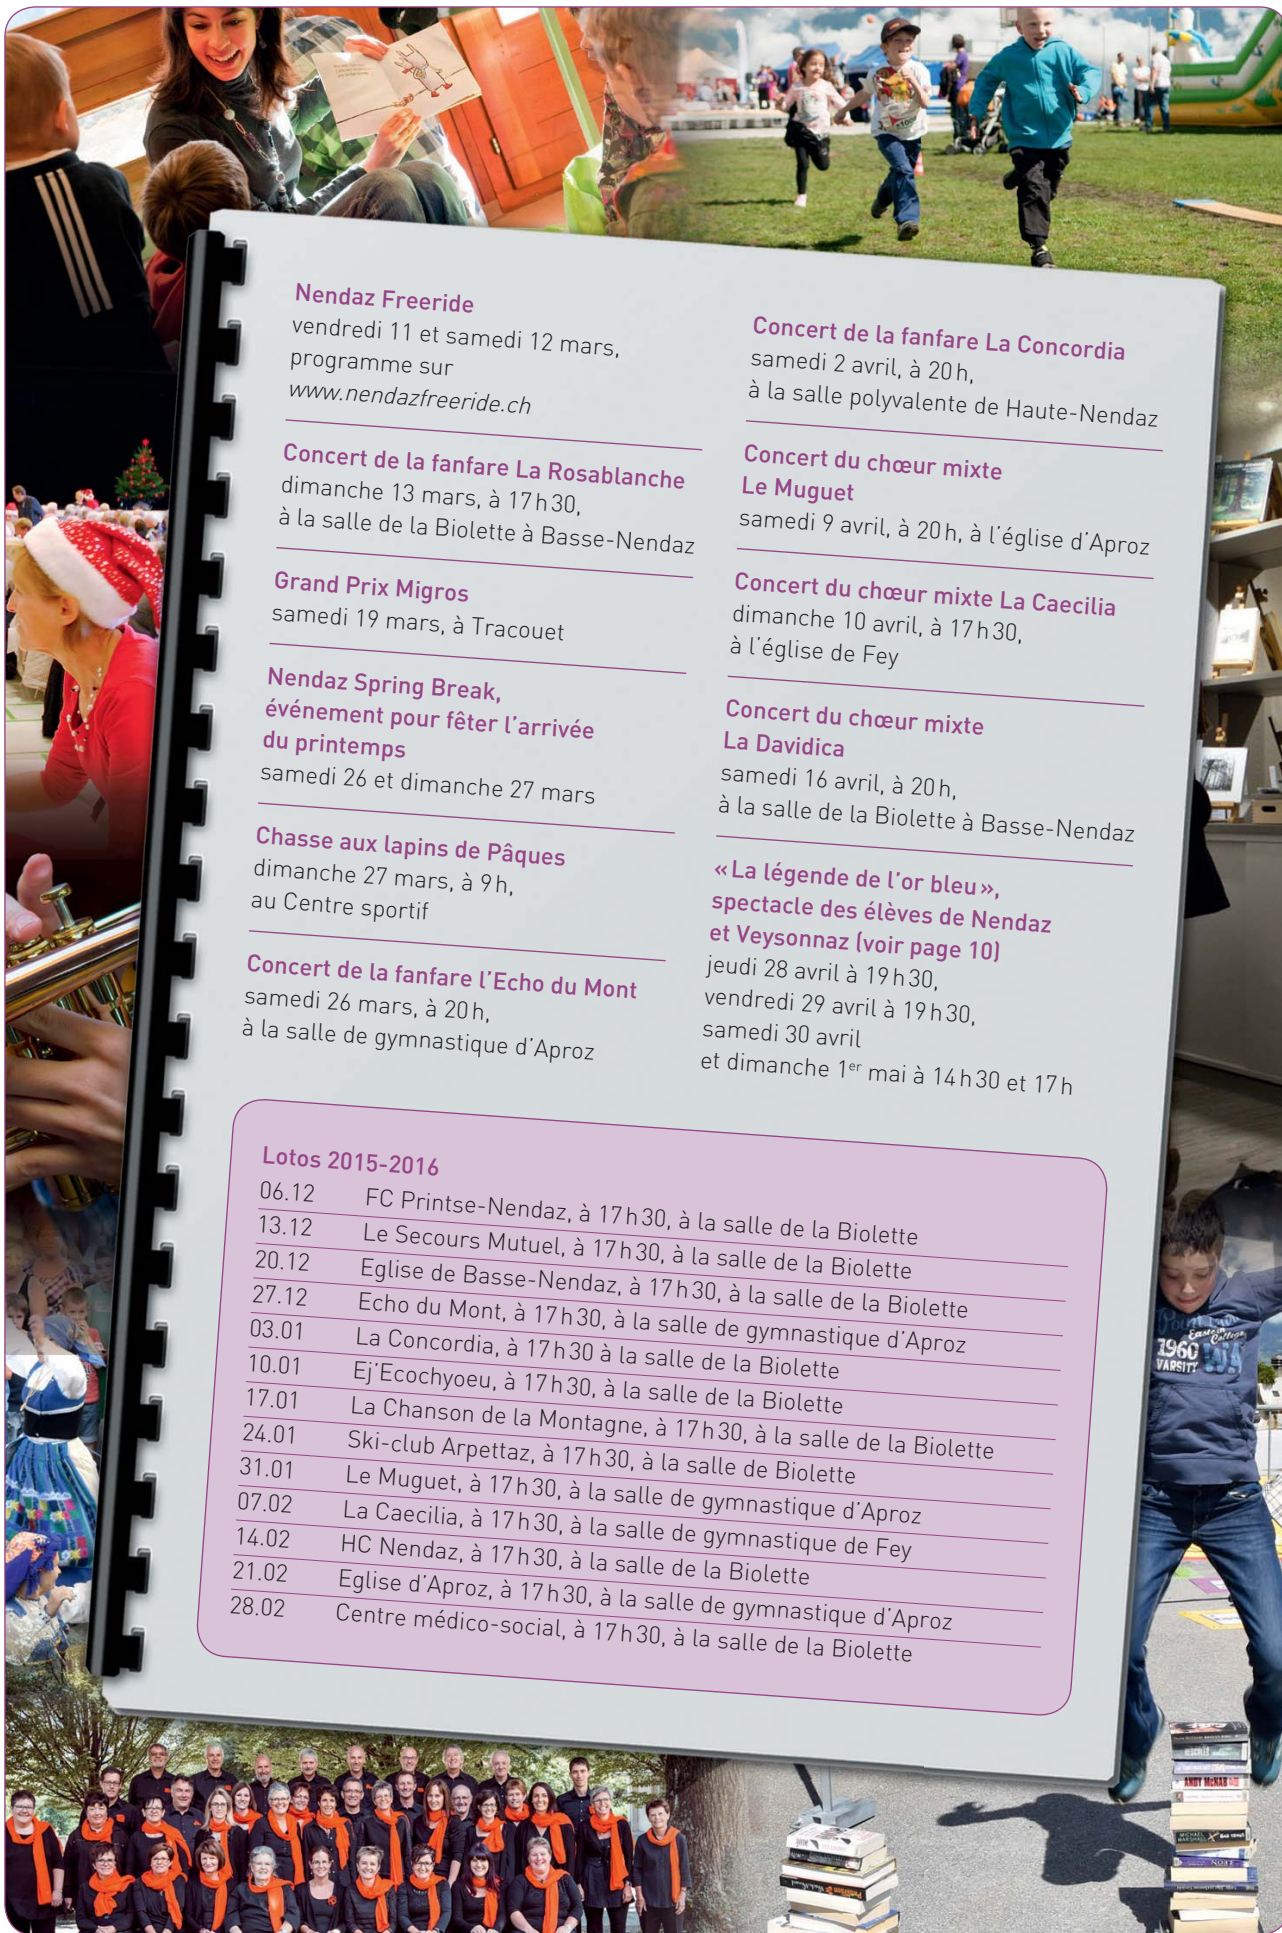 Nendaz Freeride
vendredi 11 et samedi 12 mars,
programme sur
www.nendazfreeride.ch
Concert de la fanfare La Rosablanche
dimanche 13 mars, à 17h30,
à la salle de la Biolette à Basse-Nendaz
Grand Prix Migros
samedi 19 mars, à Tracouet
Nendaz Spring Break,
événement pour fêter l’arrivée
du printemps
samedi 26 et dimanche 27 mars
Chasse aux lapins de Pâques
dimanche 27 mars, à 9h,
au Centre sportif
Concert de la fanfare l’Echo du Mont
samedi 26 mars, à 20h,
à la salle de gymnastique d’Aproz
Concert de la fanfare La Concordia
samedi 2 avril, à 20h,
à la salle polyvalente de Haute-Nendaz
Concert du chœur mixte
Le Muguet
samedi 9 avril, à 20h, à l’église d’Aproz
Concert du chœur mixte La Caecilia
dimanche 10 avril, à 17h30,
à l’église de Fey
Concert du chœur mixte
La Davidica
samedi 16 avril, à 20h,
à la salle de la Biolette à Basse-Nendaz
«La légende de l’or bleu»,
spectacle des élèves de Nendaz
et Veysonnaz (voir page 10)
jeudi 28 avril à 19h30,
vendredi 29 avril à 19h30,
samedi 30 avril
et dimanche 1er mai à 14h30 et 17h
Lotos 2015-2016
06.12 FC Printse-Nendaz, à 17h30, à la salle de la Biolette
13.12 Le Secours Mutuel, à 17h30, à la salle de la Biolette
20.12 Eglise de Basse-Nendaz, à 17h30, à la salle de la Biolette
27.12 Echo du Mont, à 17h30, à la salle de gymnastique d’Aproz
03.01 La Concordia, à 17h30 à la salle de la Biolette
10.01 Ej’Ecochyoeu, à 17h30, à la salle de la Biolette
17.01 La Chanson de la Montagne, à 17h30, à la salle de la Biolette
24.01 Ski-club Arpettaz, à 17h30, à la salle de Biolette
31.01 Le Muguet, à 17h30, à la salle de gymnastique d’Aproz
07.02 La Caecilia, à 17h30, à la salle de gymnastique de Fey
14.02 HC Nendaz, à 17h30, à la salle de la Biolette
21.02 Eglise d’Aproz, à 17h30, à la salle de gymnastique d’Aproz
28.02 Centre médico-social, à 17h30, à la salle de la Biolette
1960
VARSITY
ANDY McNAB